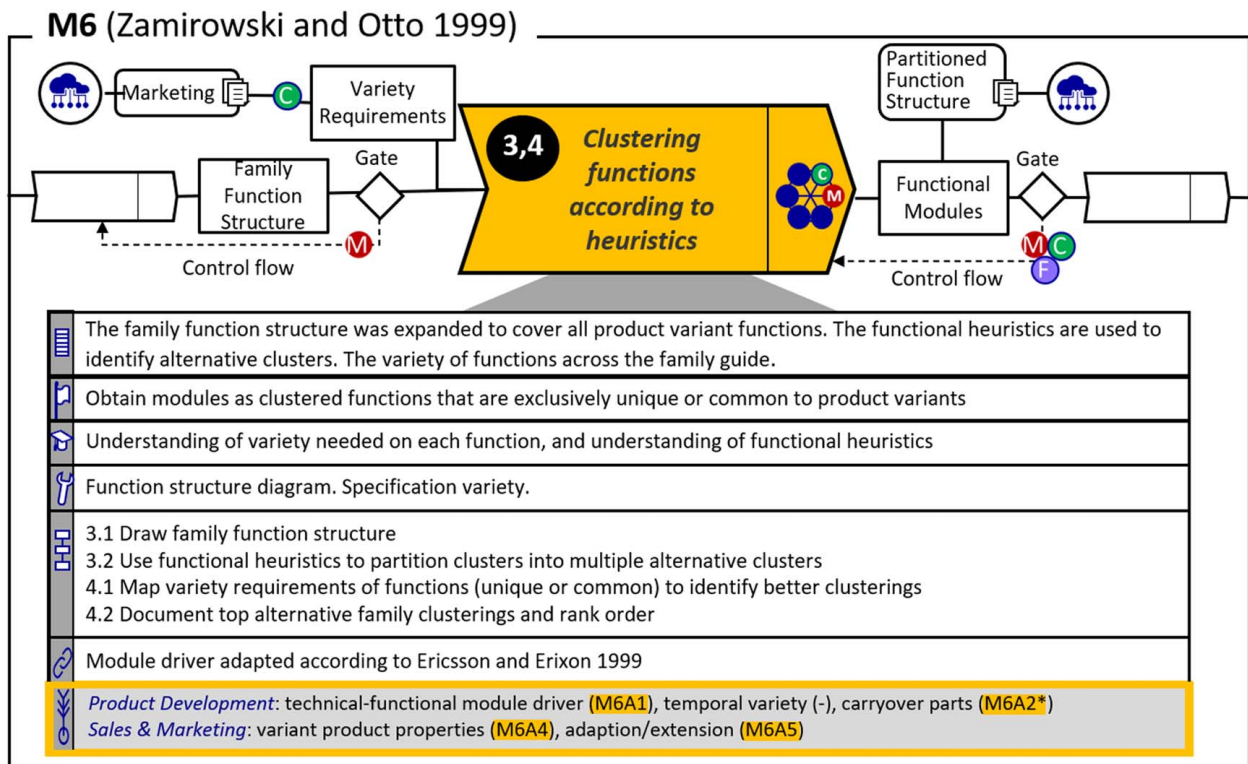 M6 (Zamirowski and Otto 1999)
Marketing
C
Variety
Requirements
Partitioned
Function
Structure
3,4
Clustering
functions
according to
heuristics
C
M
Family
Function
Structure
Gate
Functional
Modules
Gate
M
Control flow
M
C
F
Control flow
The family function structure was expanded to cover all product variant functions. The functional heuristics are used to
identify alternative clusters. The variety of functions across the family guide.
Obtain modules as clustered functions that are exclusively unique or common to product variants
Understanding of variety needed on each function, and understanding of functional heuristics
Function structure diagram. Specification variety.
3.1 Draw family function structure
3.2 Use functional heuristics to partition clusters into multiple alternative clusters
4.1 Map variety requirements of functions (unique or common) to identify better clusterings
4.2 Document top alternative family clusterings and rank order
Module driver adapted according to Ericsson and Erixon 1999
Product Development: technical-functional module driver (M6A1), temporal variety (-), carryover parts (M6A2*)
Sales & Marketing: variant product properties (M6A4), adaption/extension (M6A5)